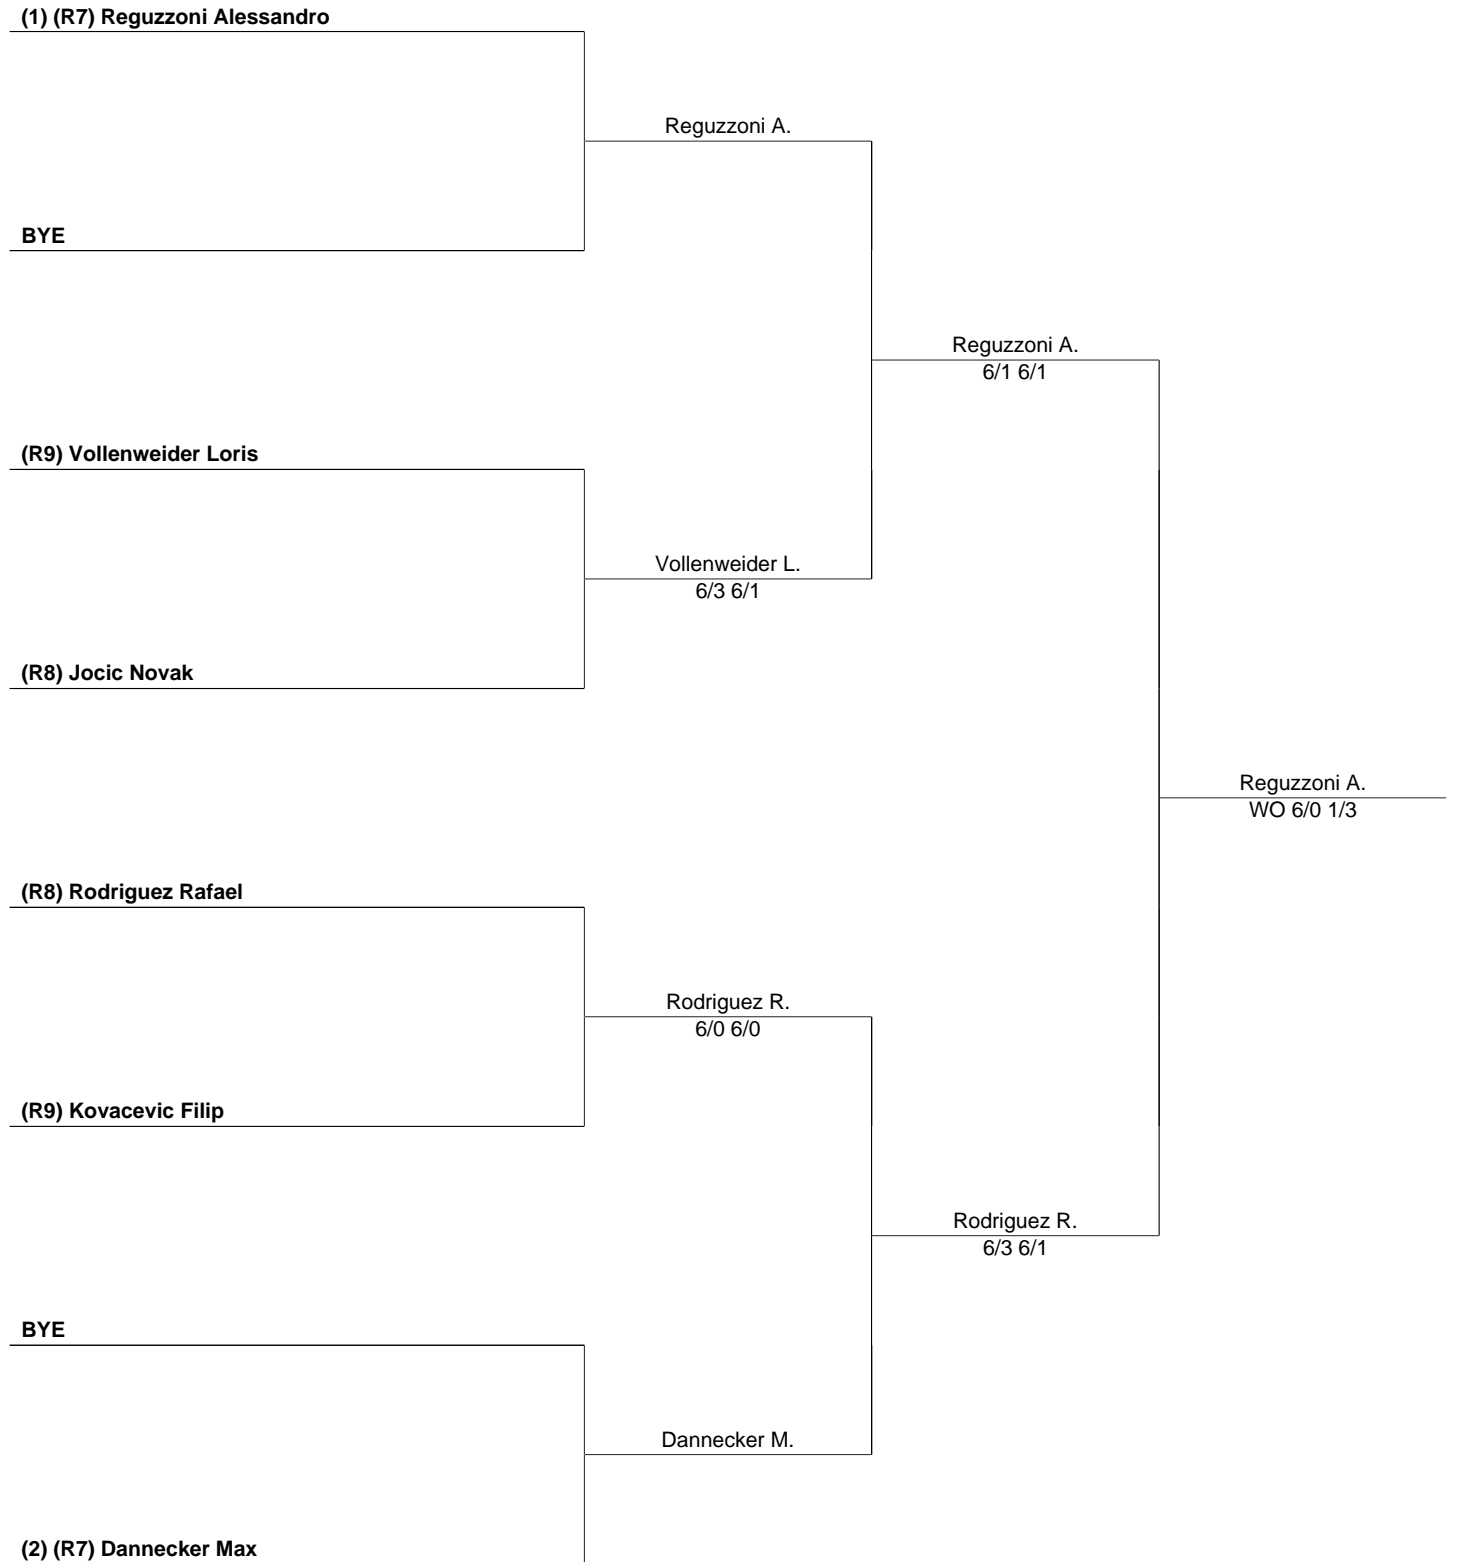 (1) (R7) Reguzzoni Alessandro
Reguzzoni A.
BYE
Reguzzoni A.
6/1 6/1
(R9) Vollenweider Loris
Vollenweider L.
6/3 6/1
(R8) Jocic Novak
Reguzzoni A.
WO 6/0 1/3
(R8) Rodriguez Rafael
Rodriguez R.
6/0 6/0
(R9) Kovacevic Filip
Rodriguez R.
6/3 6/1
BYE
Dannecker M.
(2) (R7) Dannecker Max